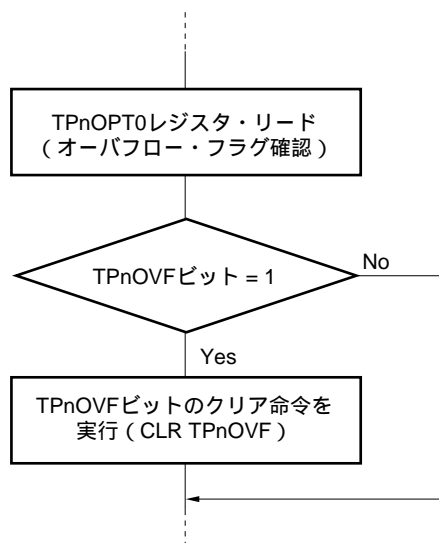 TPnOPT0レジスタ・リード
（オーバフロー・フラグ確認）
TPnOVFビット = 1
No
Yes
TPnOVFビットのクリア命令を
実行（CLR TPnOVF）